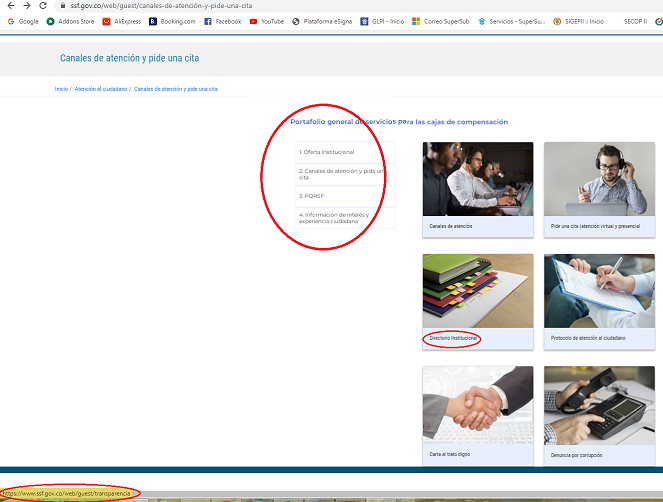 ssf.gov.co/web/guest/canales-de-atención-y-pide-una-cita
Google Addons Store AliExpress Booking.com Facebook YouTube Plataforma eSigna GLPI - Inicio Correo SuperSub Servicios - SuperSu... SIGEPII :: Inicio SECOP II
Canales de atención y pide una cita
Inicio / Atención al ciudadano / Canales de atención y pide una cita
Portafolio general de servicios para las cajas de compensación
1. Oferta Institucional
2. Canales de atención y pida una
cita
3. PQRSF
4. Información de interés y
experiencia ciudadana
Canales de atención
Pide una cita (atención virtual y presencial
Directorio Institucional
Protocolo de atención al ciudadano
Carta al trato digno
Denuncia por corrupción
https://www.ssf.gov.co/web/guest/transparencia